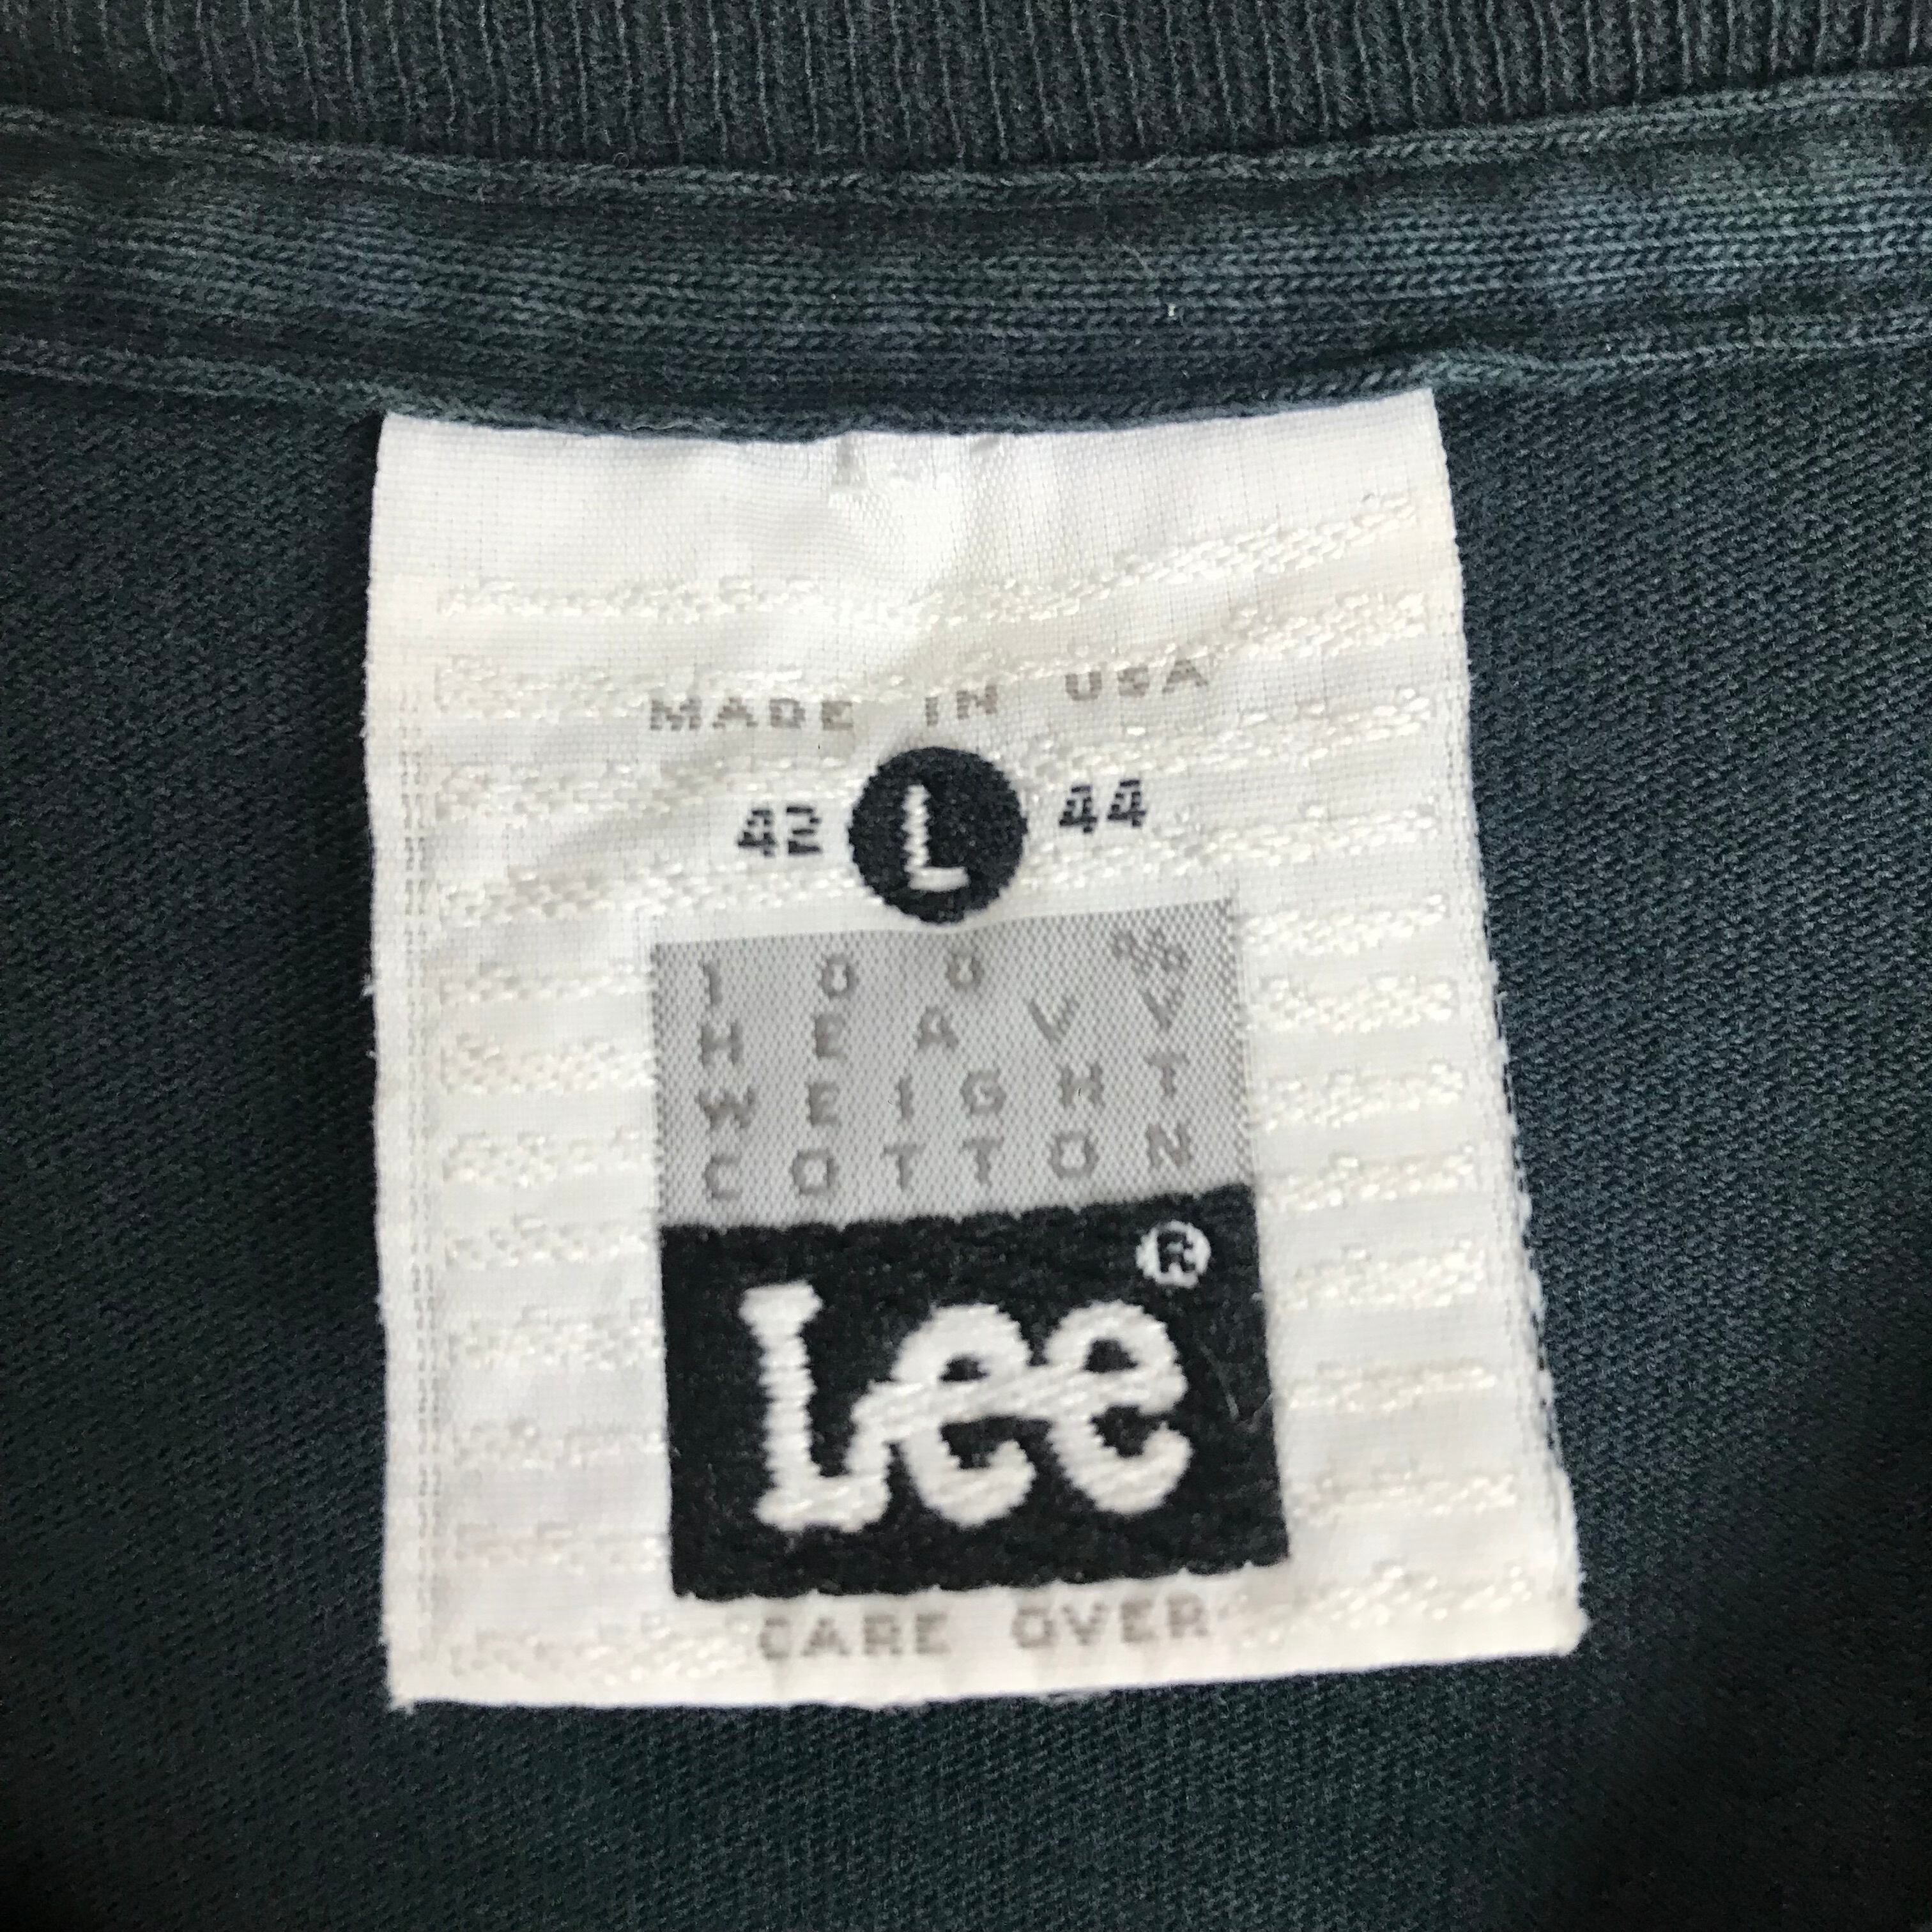 MADE IN USA
42 L 44
100%
HEAVY
WEIGHT
COTTON
Lee®
CARE OVER